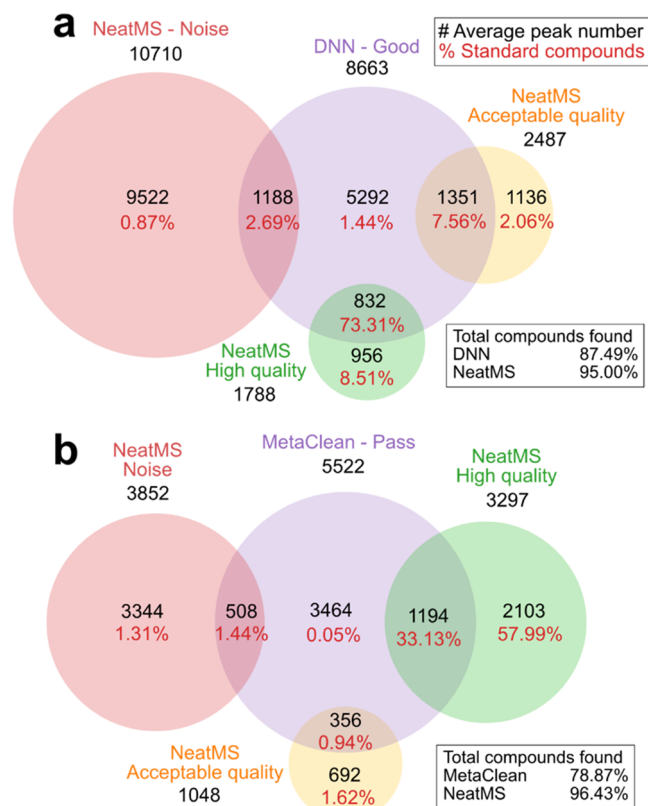 a
NeatMS - Noise
10710
DNN - Good
8663
# Average peak number
% Standard compounds
NeatMS
Acceptable quality
2487
9522
0.87%
1188
2.69%
5292
1.44%
1351
7.56%
1136
2.06%
832
73.31%
956
8.51%
NeatMS
High quality
1788
Total compounds found
DNN 87.49%
NeatMS 95.00%
b
NeatMS
Noise
3852
MetaClean - Pass
5522
NeatMS
High quality
3297
3344
1.31%
508
1.44%
3464
0.05%
1194
33.13%
2103
57.99%
356
0.94%
692
1.62%
NeatMS
Acceptable quality
1048
Total compounds found
MetaClean 78.87%
NeatMS 96.43%